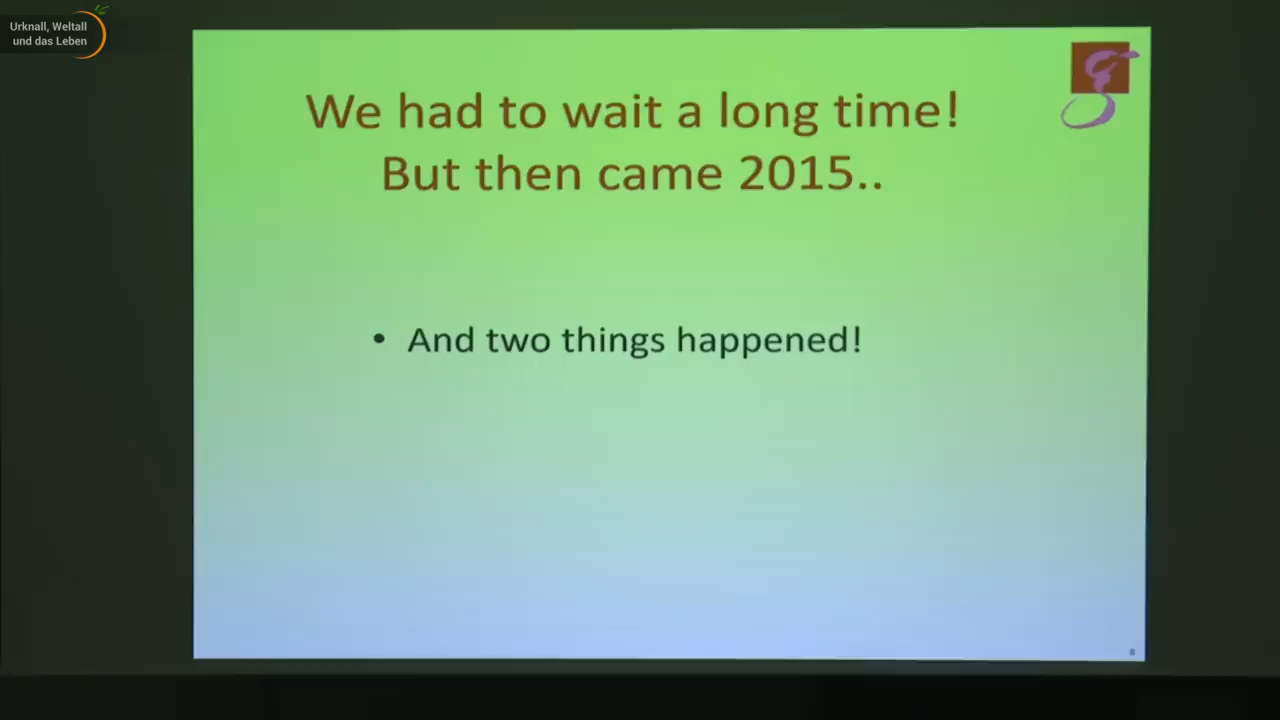 Urknall, Weltall
und das Leben
We had to wait a long time!
But then came 2015..
• And two things happened!
8